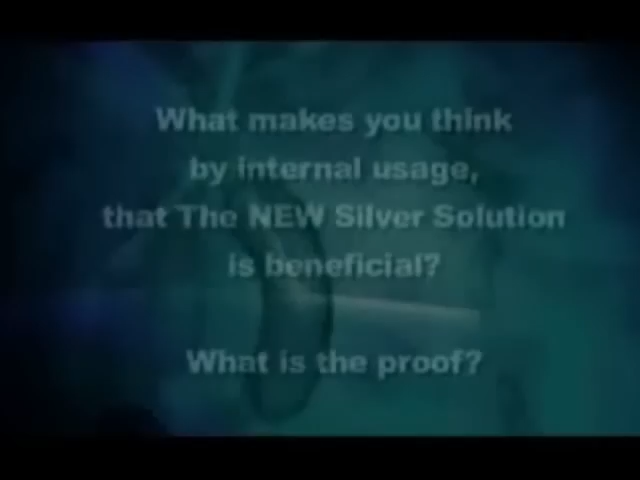 What makes you think
by internal usage,
that The NEW Silver Solution
is beneficial?
What is the proof?